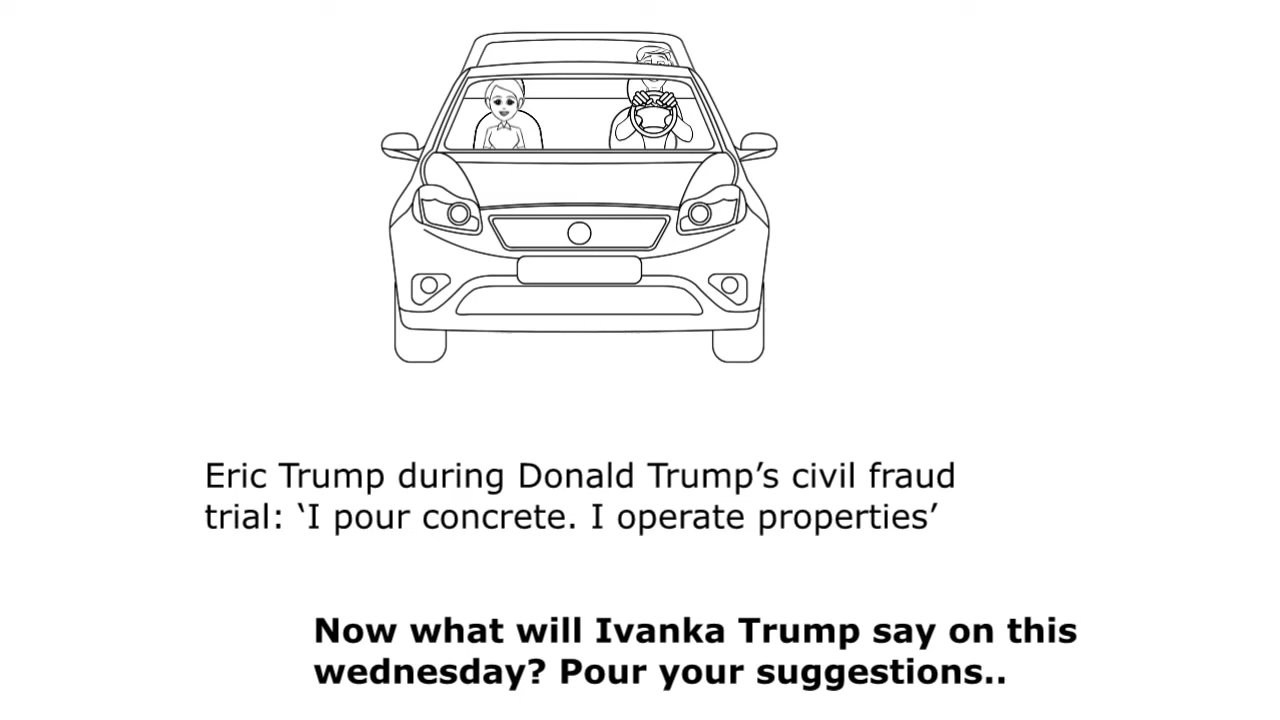 Eric Trump during Donald Trump’s civil fraud
trial: ‘I pour concrete. I operate properties’
Now what will Ivanka Trump say on this
wednesday? Pour your suggestions..